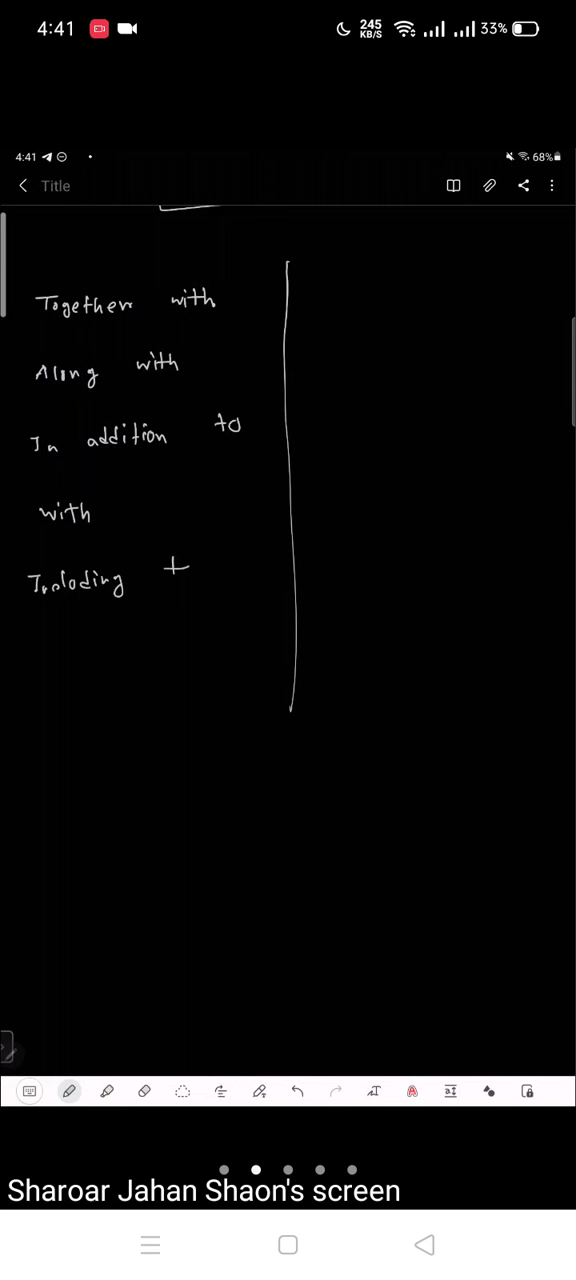 4:41 245 KB/S 33%
4:41 68%
Title
Together with
Along with
In addition to
with
Incloding +
Sharoar Jahan Shaon's screen